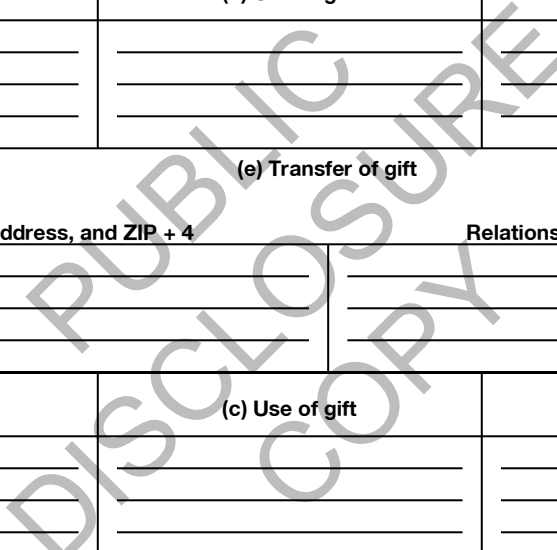 (e) Transfer of gift
ddress, and ZIP + 4 Relations
(c) Use of gift
PUBLIC
DISCLOSURE
COPY